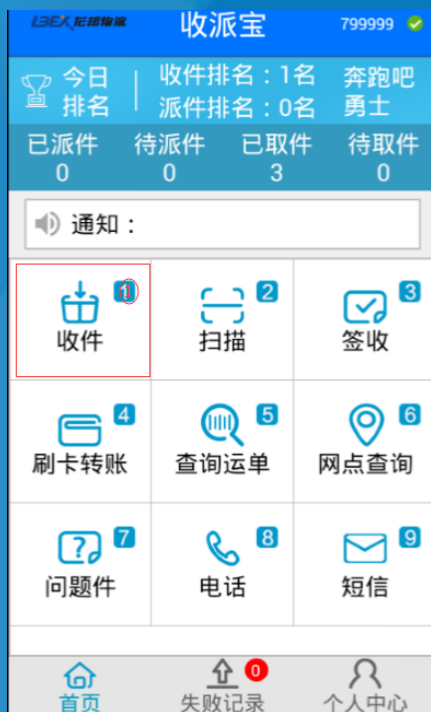 LBEX 龙邦物流
收派宝
799999
今日
排名
收件排名：1名
派件排名：0名
奔跑吧
勇士
已派件 待派件 已取件 待取件
0 0 3 0
通知：
1 2 3
收件 扫描 签收
4 5 6
刷卡转账 查询运单 网点查询
7 8 9
问题件 电话 短信
0
首页 失败记录 个人中心